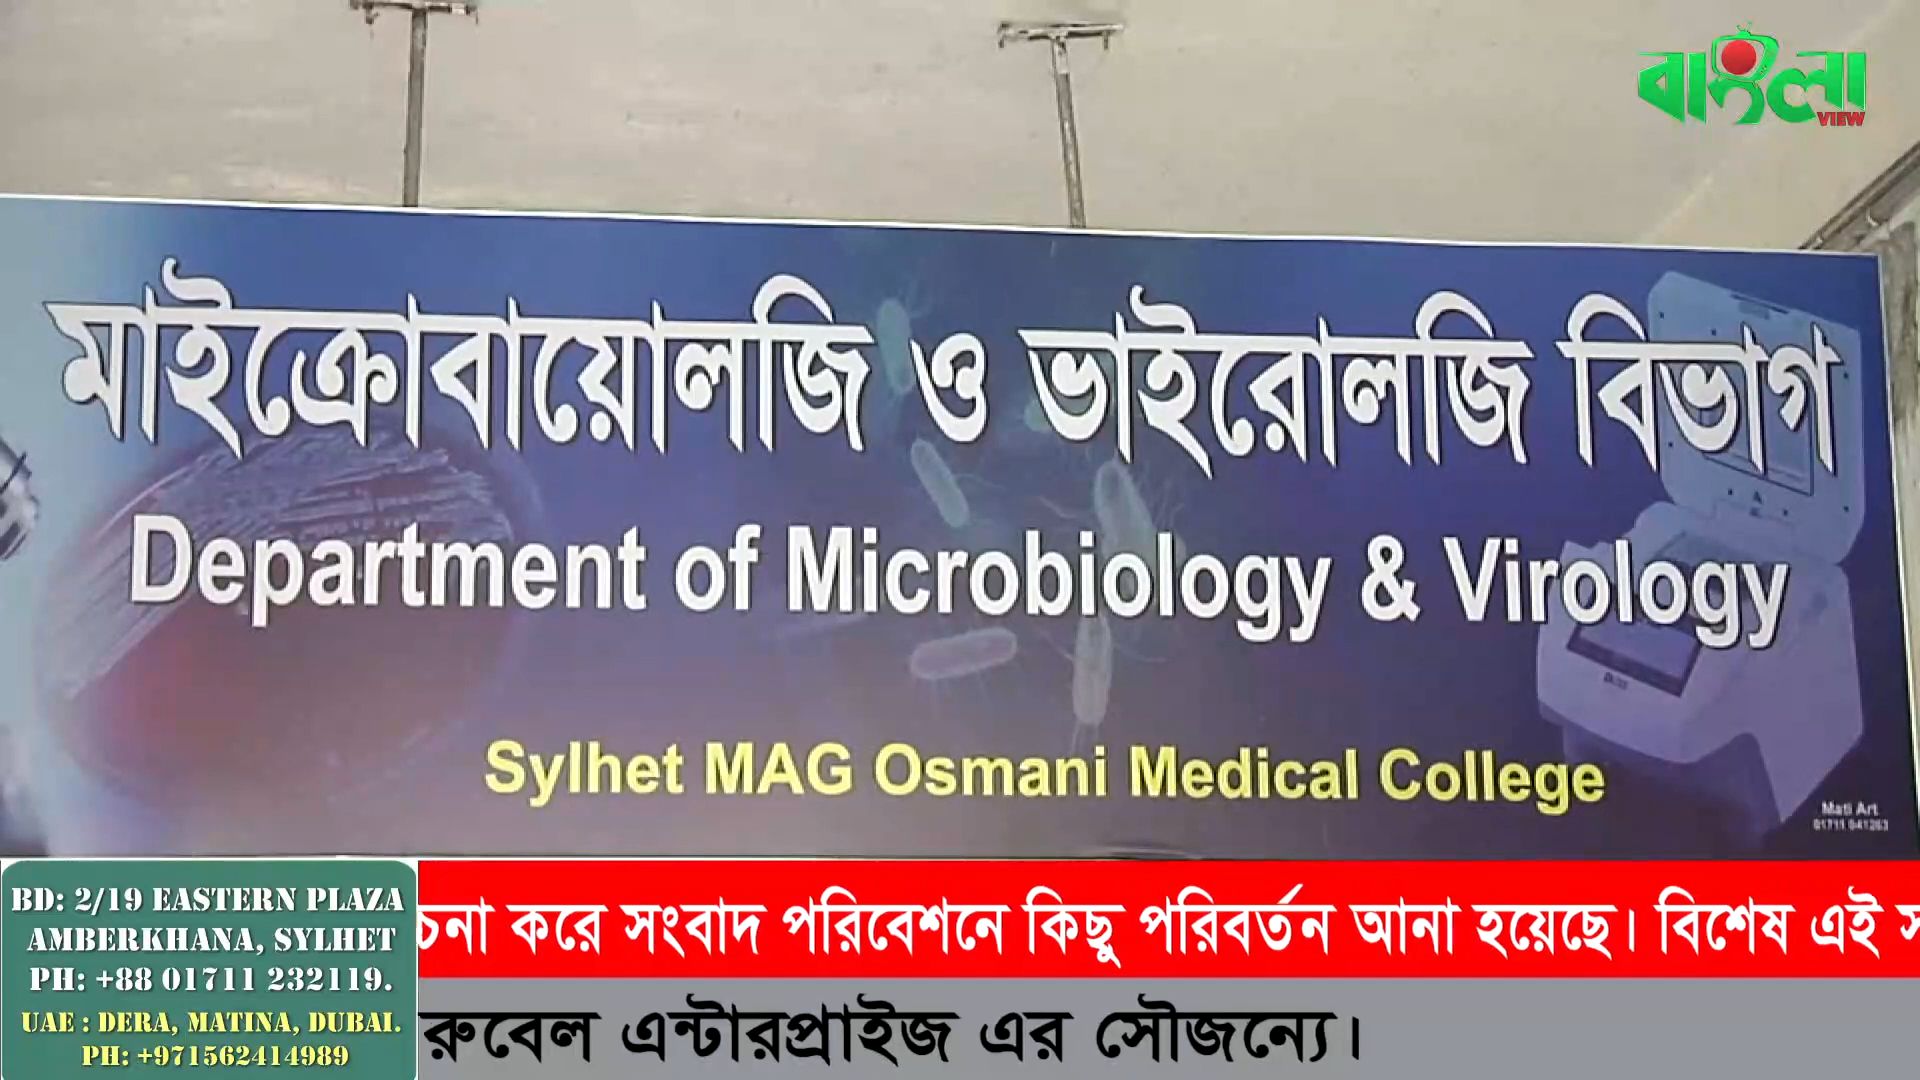 বাংলা
VIEW
মাইক্রোবায়োলজি ও ভাইরোলজি বিভাগ
Department of Microbiology & Virology
Sylhet MAG Osmani Medical College
Mati Art
01711 041263
BD: 2/19 EASTERN PLAZA
AMBERKHANA, SYLHET
PH: +88 01711 232119.
UAE : DERA, MATINA, DUBAI.
PH: +971562414989
চনা করে সংবাদ পরিবেশনে কিছু পরিবর্তন আনা হয়েছে। বিশেষ এই স
রুবেল এন্টারপ্রাইজ এর সৌজন্যে।